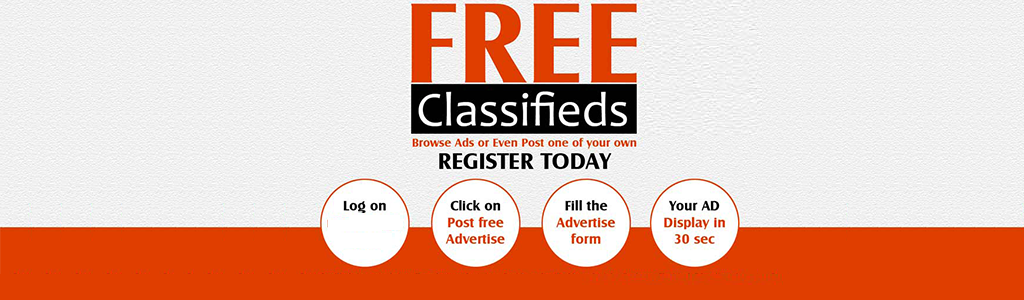 FREE
Classifieds
Browse Ads or Even Post one of your own
REGISTER TODAY
Log on
Click on
Post free
Advertise
Fill the
Advertise
form
Your AD
Display in
30 sec